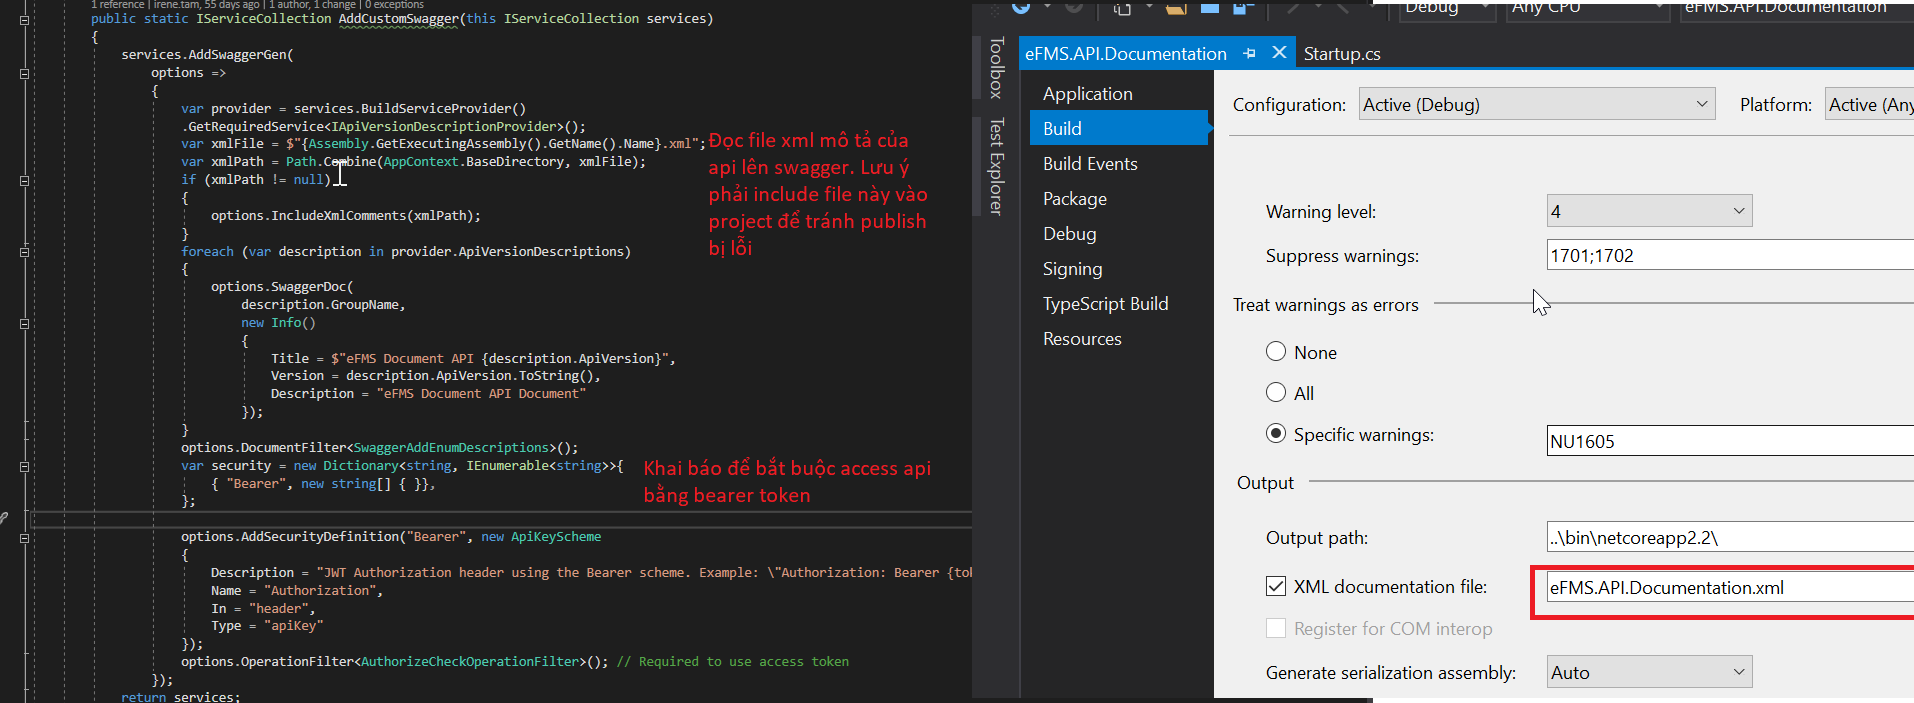 1 reference | irene.tam, 55 days ago | 1 author, 1 change | 0 exceptions
public static IServiceCollection AddCustomSwagger(this IServiceCollection services)
{
services.AddSwaggerGen(
options =>
{
var provider = services.BuildServiceProvider()
.GetRequiredService<IApiVersionDescriptionProvider>();
var xmlFile = $"{Assembly.GetExecutingAssembly().GetName().Name}.xml";
var xmlPath = Path.Combine(AppContext.BaseDirectory, xmlFile);
if (xmlPath != null)
{
options.IncludeXmlComments(xmlPath);
}
foreach (var description in provider.ApiVersionDescriptions)
{
options.SwaggerDoc(
description.GroupName,
new Info()
{
Title = $"eFMS Document API {description.ApiVersion}",
Version = description.ApiVersion.ToString(),
Description = "eFMS Document API Document"
});
}
options.DocumentFilter<SwaggerAddEnumDescriptions>();
var security = new Dictionary<string, IEnumerable<string>>{
{ "Bearer", new string[] { }},
};
options.AddSecurityDefinition("Bearer", new ApiKeyScheme
{
Description = "JWT Authorization header using the Bearer scheme. Example: \"Authorization: Bearer {tok
Name = "Authorization",
In = "header",
Type = "apiKey"
});
options.OperationFilter<AuthorizeCheckOperationFilter>(); // Required to use access token
});
return services;
Đọc file xml mô tả của
api lên swagger. Lưu ý
phải include file này vào
project để tránh publish
bị lỗi
Khai báo để bắt buộc access api
bằng bearer token
Toolbox
Test Explorer
Debug
Any CPU
eFMS.API.Documentation
eFMS.API.Documentation
Startup.cs
Application
Build
Build Events
Package
Debug
Signing
TypeScript Build
Resources
Configuration: Active (Debug)
Platform: Active (Any
Warning level: 4
Suppress warnings: 1701;1702
Treat warnings as errors
None
All
Specific warnings: NU1605
Output
Output path: ..\bin\netcoreapp2.2\
XML documentation file: eFMS.API.Documentation.xml
Register for COM interop
Generate serialization assembly: Auto